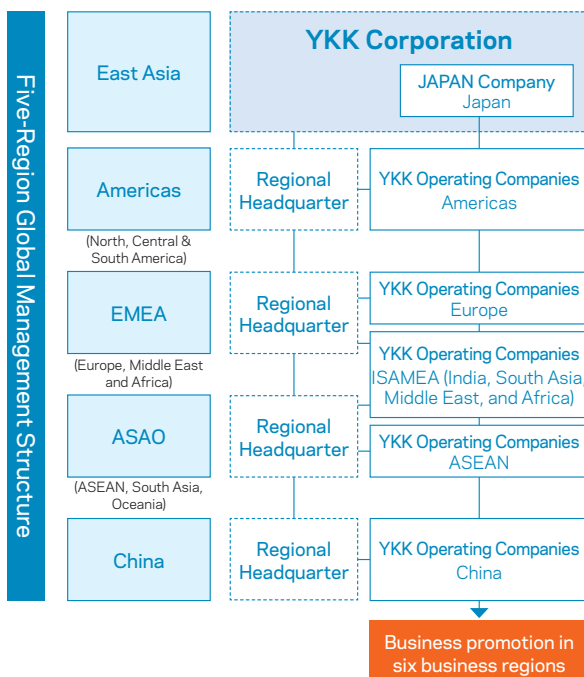 Five-Region Global Management Structure
East Asia
YKK Corporation
JAPAN Company
Japan
Americas
(North, Central &
South America)
Regional
Headquarter
YKK Operating Companies
Americas
EMEA
(Europe, Middle East
and Africa)
Regional
Headquarter
YKK Operating Companies
Europe
YKK Operating Companies
ISAMEA (India, South Asia,
Middle East, and Africa)
ASAO
(ASEAN, South Asia,
Oceania)
Regional
Headquarter
YKK Operating Companies
ASEAN
China
Regional
Headquarter
YKK Operating Companies
China
Business promotion in
six business regions